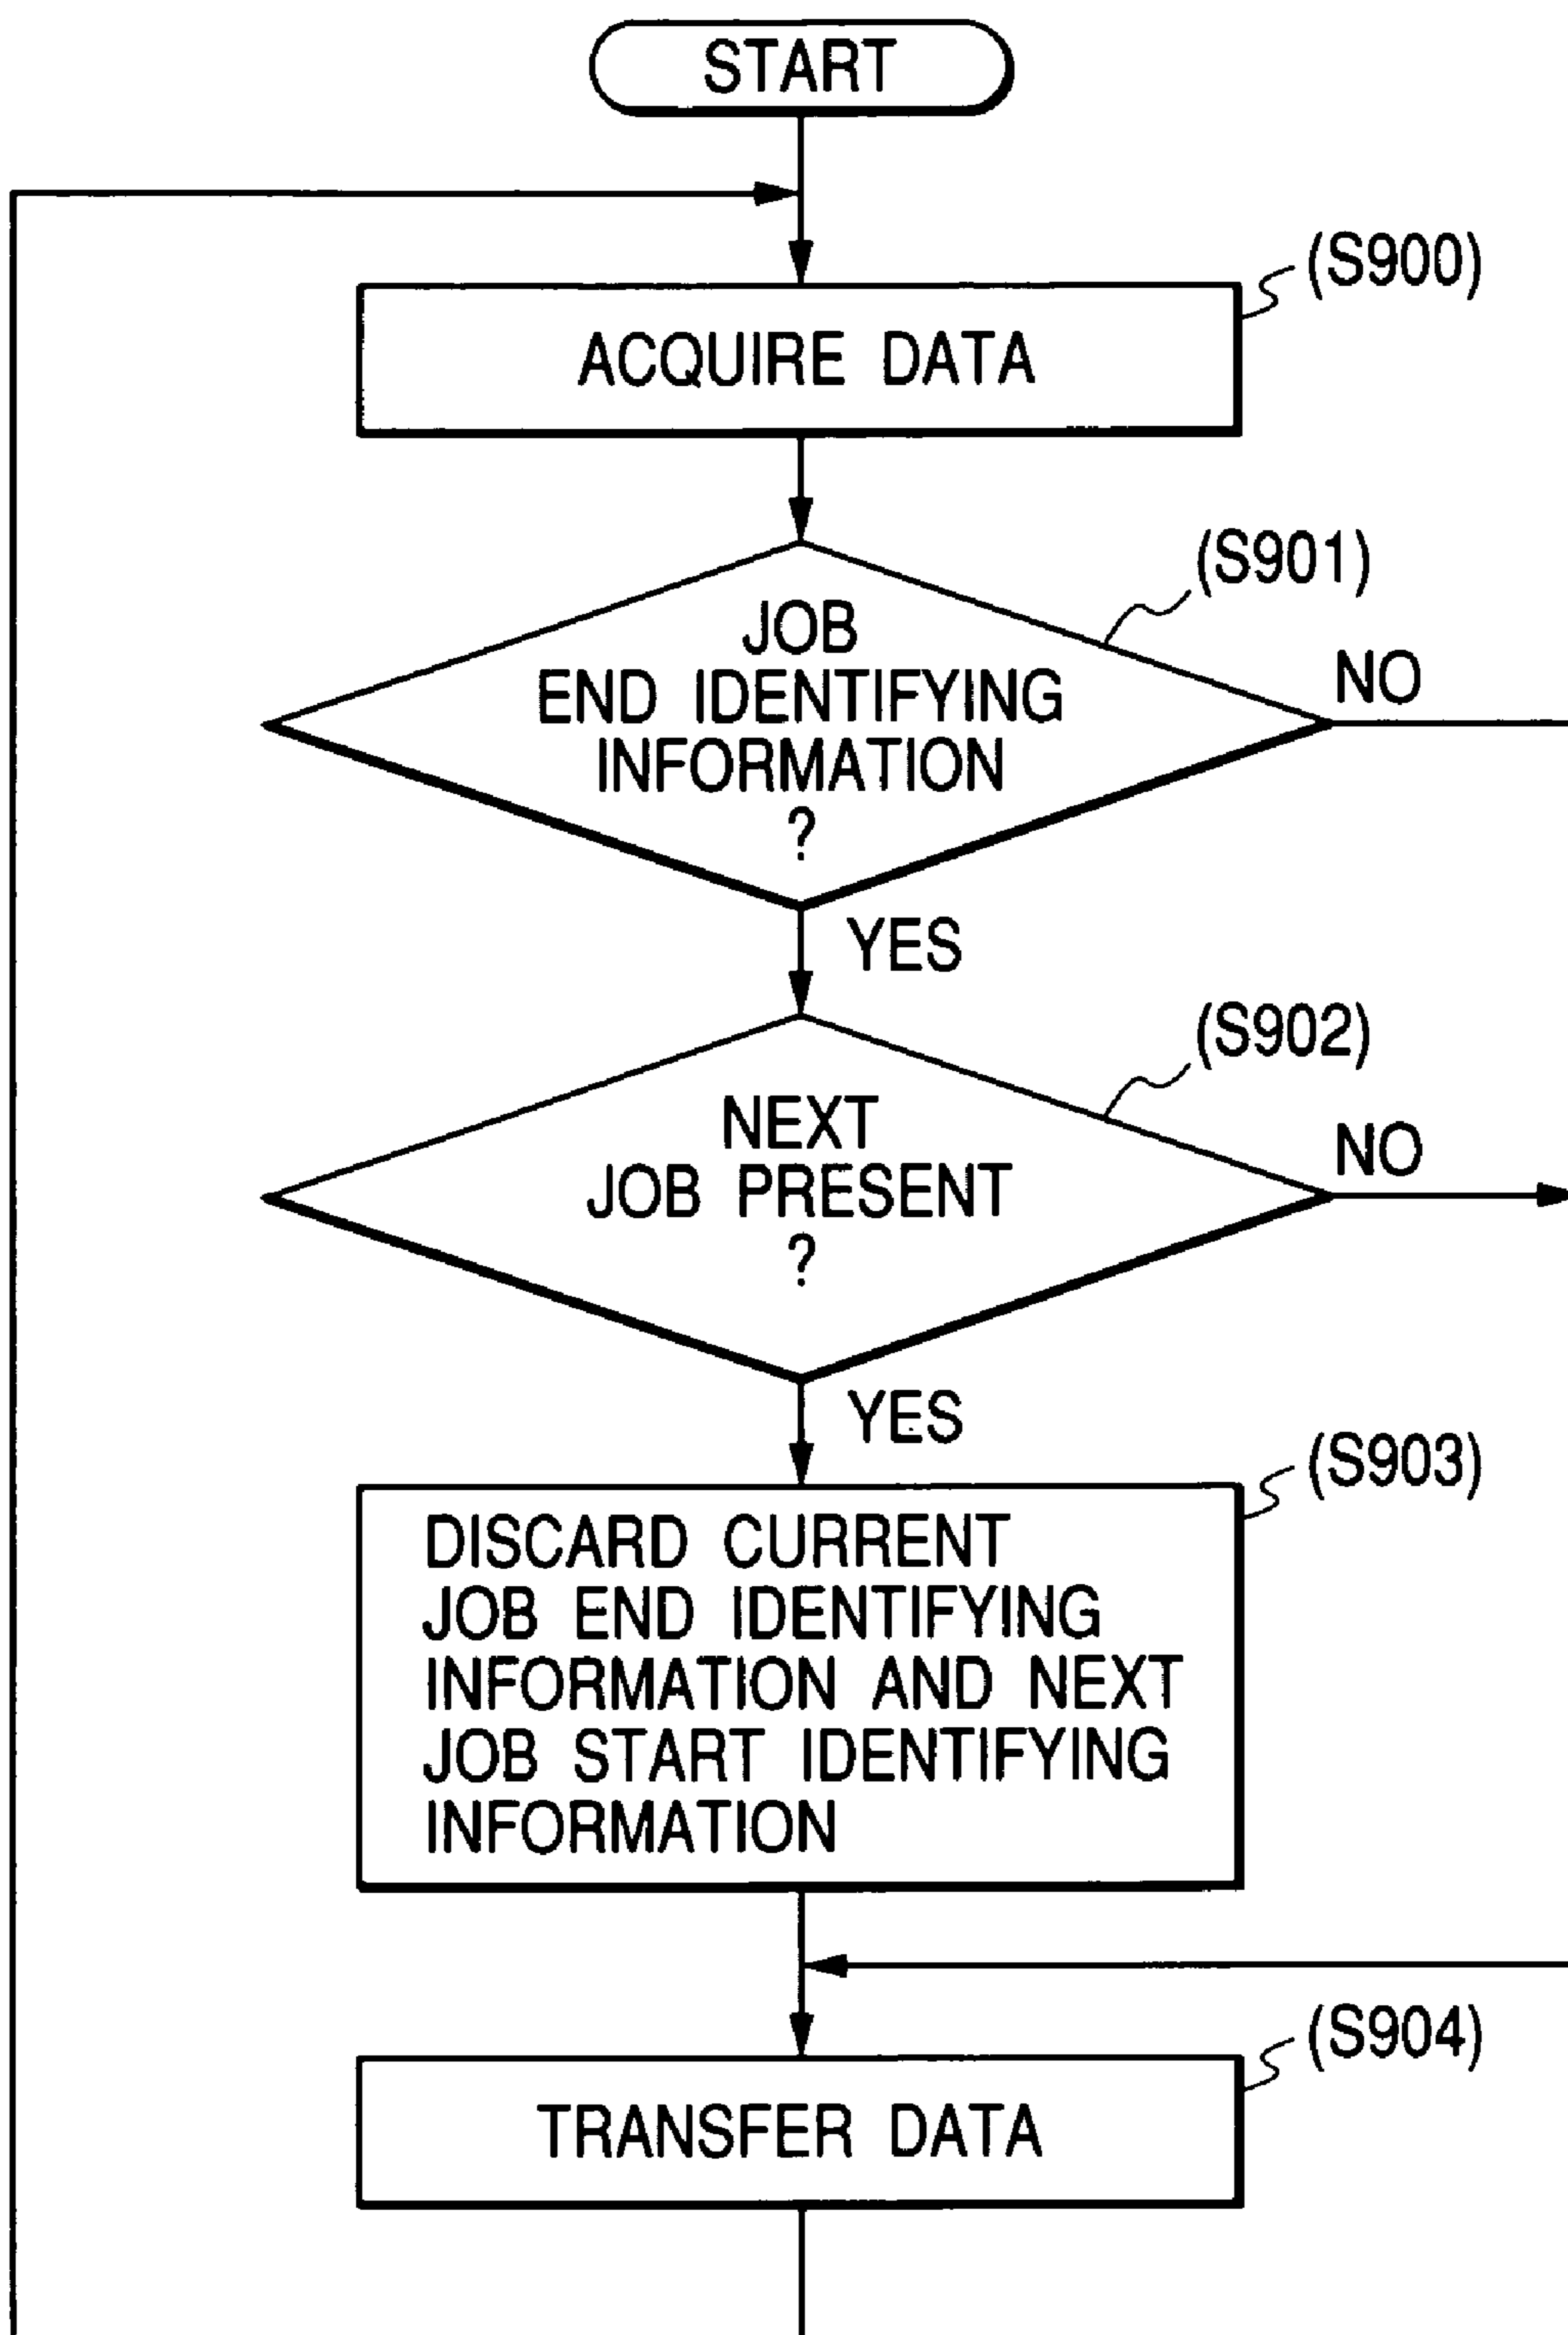 START
(S900)
ACQUIRE DATA
(S901)
JOB
END IDENTIFYING
INFORMATION
?
NO
YES
(S902)
NEXT
JOB PRESENT
?
NO
YES
(S903)
DISCARD CURRENT
JOB END IDENTIFYING
INFORMATION AND NEXT
JOB START IDENTIFYING
INFORMATION
(S904)
TRANSFER DATA